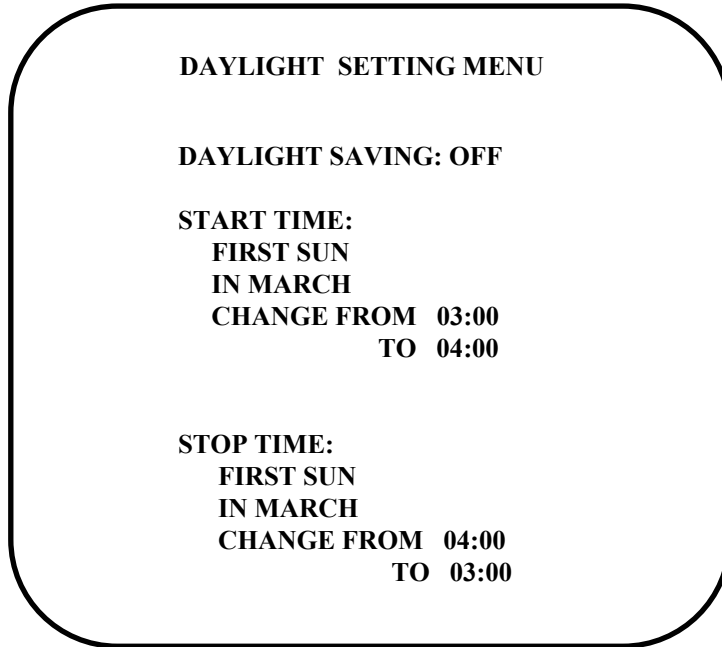 DAYLIGHT SETTING MENU
DAYLIGHT SAVING: OFF
START TIME:
FIRST SUN
IN MARCH
CHANGE FROM 03:00
TO 04:00
STOP TIME:
FIRST SUN
IN MARCH
CHANGE FROM 04:00
TO 03:00